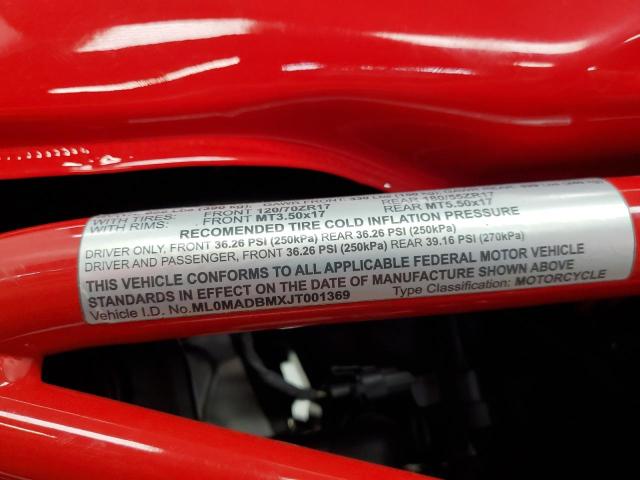 GAWR FRONT
WITH TIRES: FRONT 120/70ZR17 REAR 180/55ZR17
WITH RIMS: FRONT MT3.50x17 REAR MT5.50x17
RECOMENDED TIRE COLD INFLATION PRESSURE
DRIVER ONLY, FRONT 36.26 PSI (250kPa) REAR 36.26 PSI (250kPa)
DRIVER AND PASSENGER, FRONT 36.26 PSI (250kPa) REAR 39.16 PSI (270kPa)
THIS VEHICLE CONFORMS TO ALL APPLICABLE FEDERAL MOTOR VEHICLE
STANDARDS IN EFFECT ON THE DATE OF MANUFACTURE SHOWN ABOVE
Vehicle I.D. No.ML0MADBMXJT001369 Type Classification: MOTORCYCLE